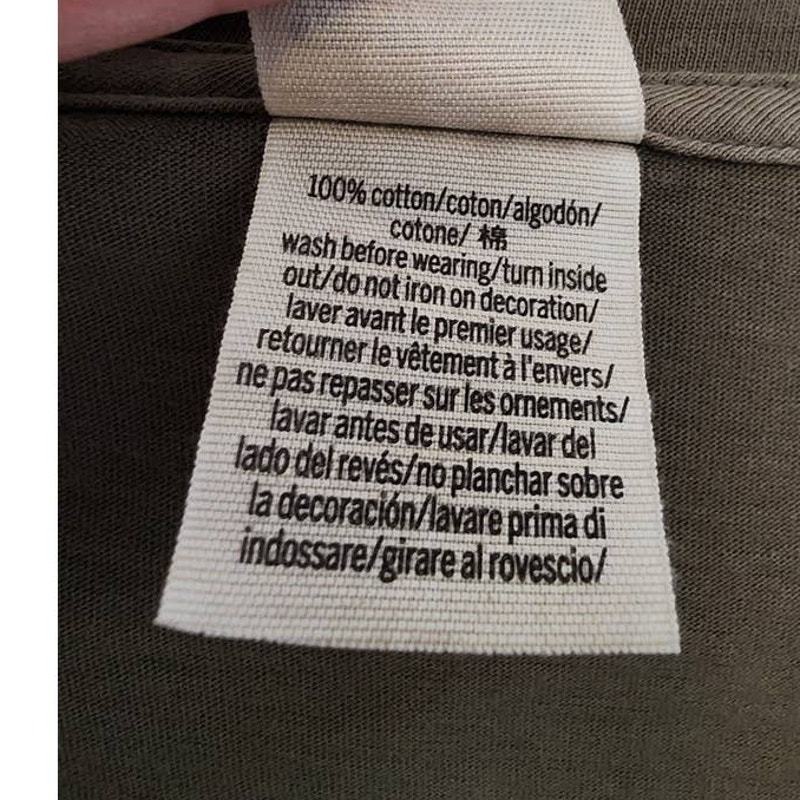 100% cotton/coton/algodón/
cotone/ 棉
wash before wearing/turn inside
out/do not iron on decoration/
laver avant le premier usage/
retourner le vêtement à l'envers/
ne pas repasser sur les ornements/
lavar antes de usar/lavar del
lado del revés/no planchar sobre
la decoración/lavare prima di
indossare/girare al rovescio/